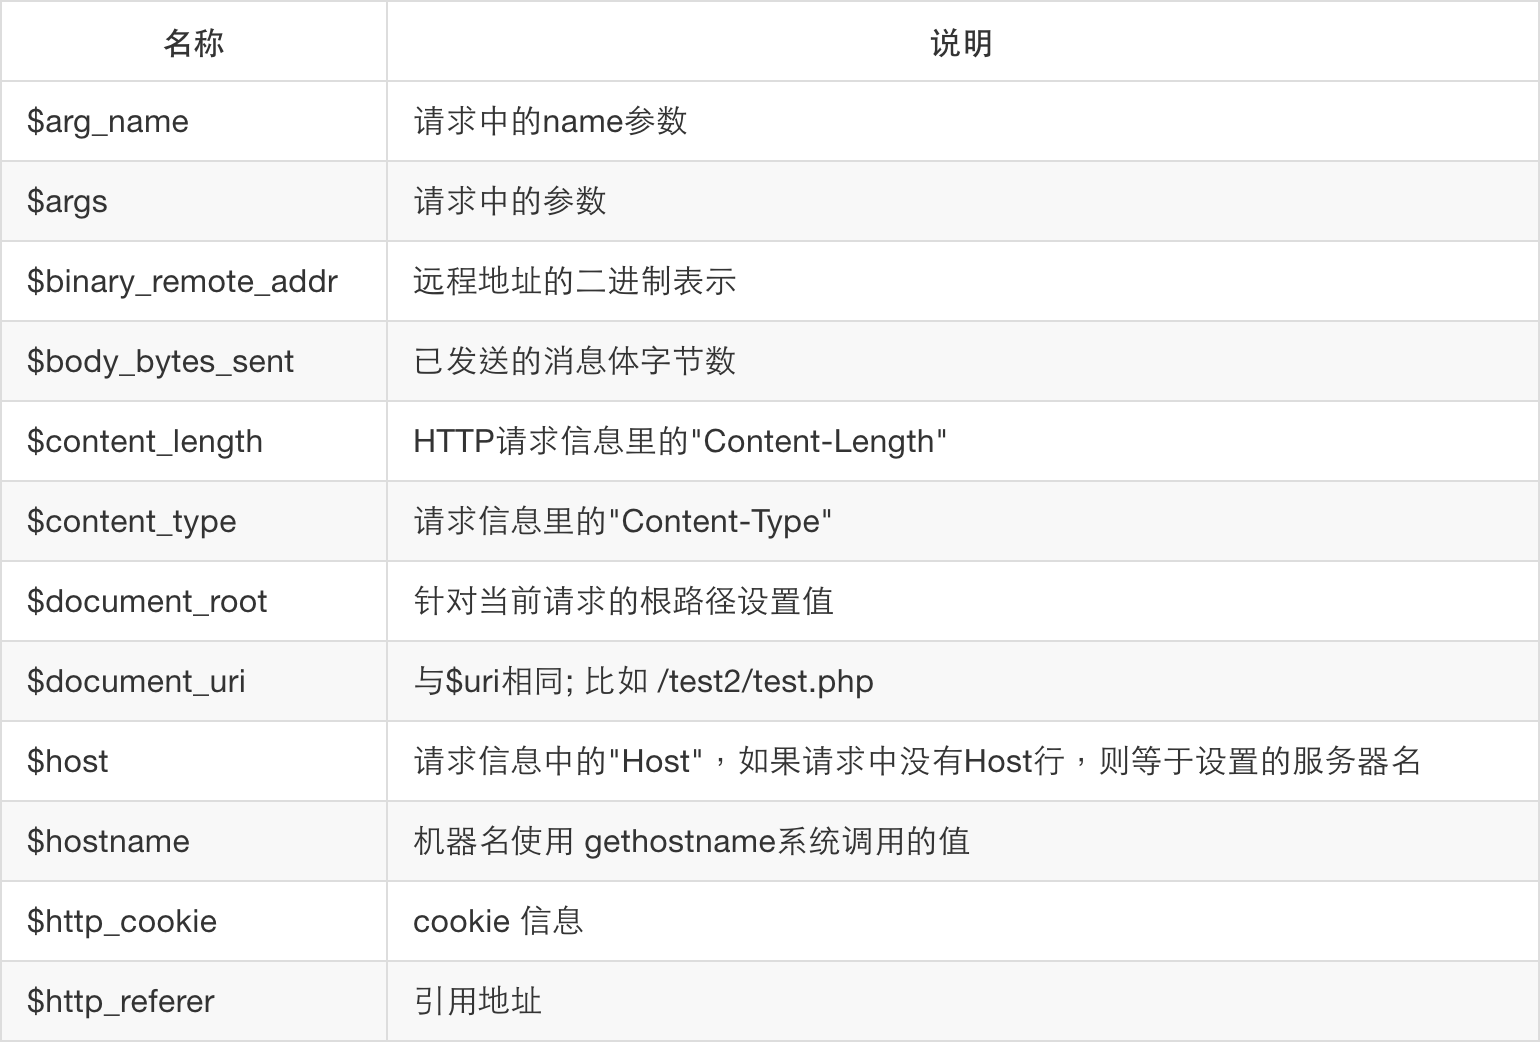 名称 说明
$arg_name 请求中的name参数
$args 请求中的参数
$binary_remote_addr 远程地址的二进制表示
$body_bytes_sent 已发送的消息体字节数
$content_length HTTP请求信息里的"Content-Length"
$content_type 请求信息里的"Content-Type"
$document_root 针对当前请求的根路径设置值
$document_uri 与$uri相同; 比如 /test2/test.php
$host 请求信息中的"Host"，如果请求中没有Host行，则等于设置的服务器名
$hostname 机器名使用 gethostname系统调用的值
$http_cookie cookie 信息
$http_referer 引用地址